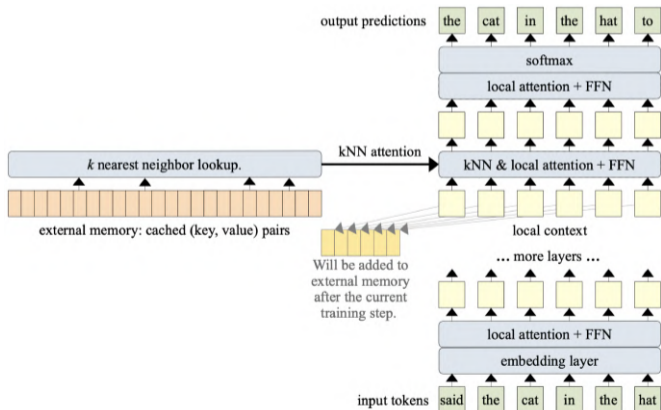 output predictions the cat in the hat to
softmax
local attention + FFN
kNN attention
k nearest neighbor lookup.
kNN & local attention + FFN
external memory: cached (key, value) pairs
local context
Will be added to
external memory
after the current
training step.
... more layers ...
local attention + FFN
embedding layer
input tokens said the cat in the hat